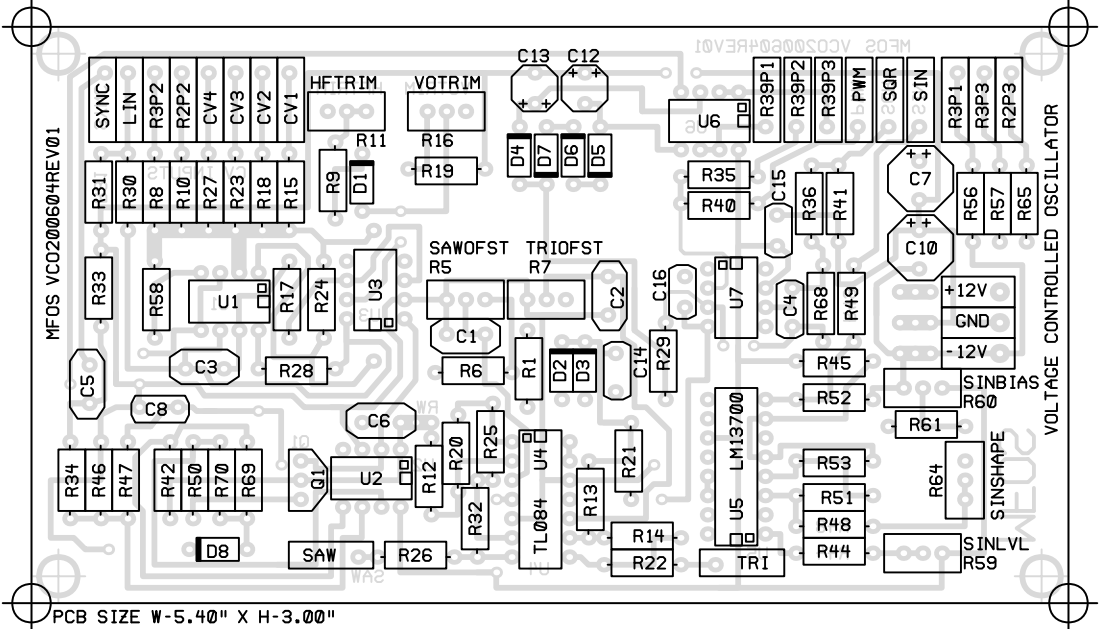 MFOS VCO200604REV01
C13
C12
SYNC
LIN
R3P2
R2P2
CV4
CV3
CV2
CV1
HFTRIM
R11
VOTRIM
R16
U6
R39P1
R39P2
R39P3
PWM
SQR
SIN
R3P1
R3P3
R2P3
MFOS VCO200604REV01
VOLTAGE CONTROLLED OSCILLATOR
CV INPUTS
R31
R30
R8
R10
R27
R23
R18
R15
R9
D1
R19
D4
D7
D6
D5
R35
R40
C15
R36
R41
C7
R56
R57
R65
C10
R33
R58
U1
R17
R24
U3
SAWOFST
R5
TRIOFST
R7
C1
C2
C16
U7
C4
R68
R49
+12V
GND
-12V
C5
C3
R28
R6
R1
D2
D3
C14
R29
R45
R52
SINBIAS
R60
C8
C6
R61
R34
R46
R47
R42
R50
R70
R69
Q1
U2
R12
R20
R25
R32
U4
TL084
R13
R21
LM13700
U5
R53
R51
R48
R44
R64
SINSHAPE
D8
SAW
R26
R14
R22
TRI
SINLVL
R59
SAW
PCB SIZE W-5.40" X H-3.00"